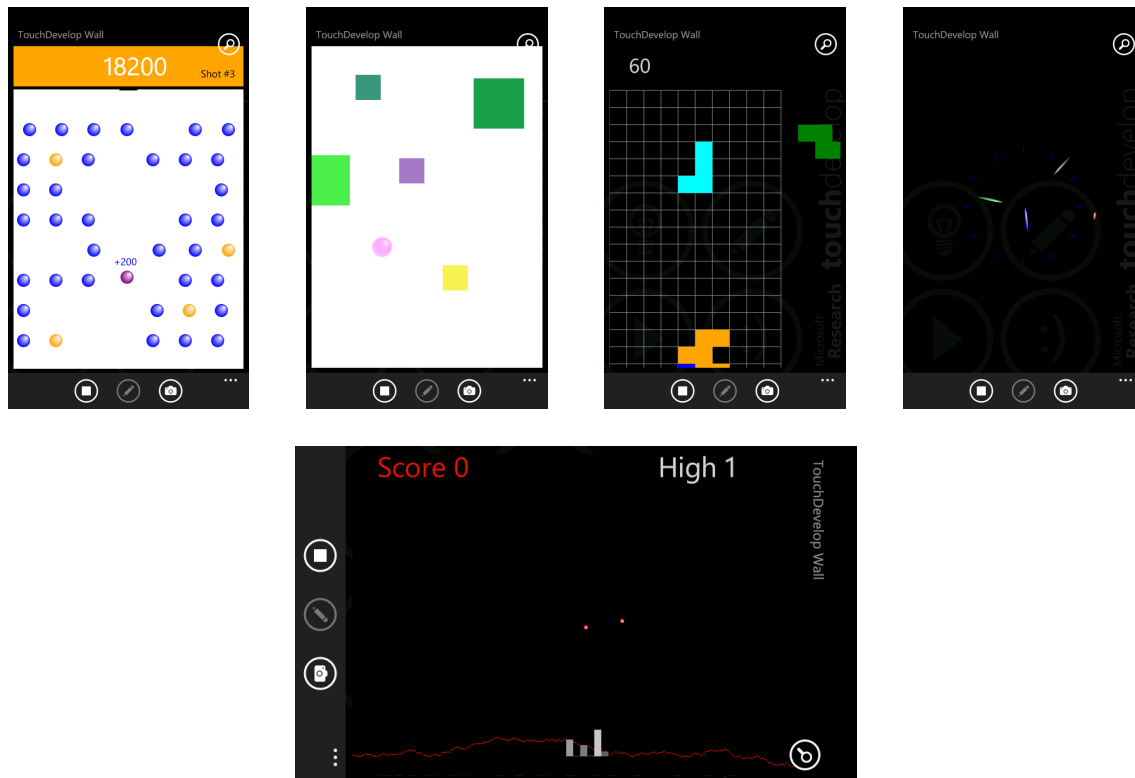 TouchDevelop Wall
18200
Shot #3
+200
TouchDevelop Wall
TouchDevelop Wall
60
touchdevelop
Microsoft
Research
TouchDevelop Wall
touchdevelop
Microsoft
Research
Score 0
High 1
TouchDevelop Wall